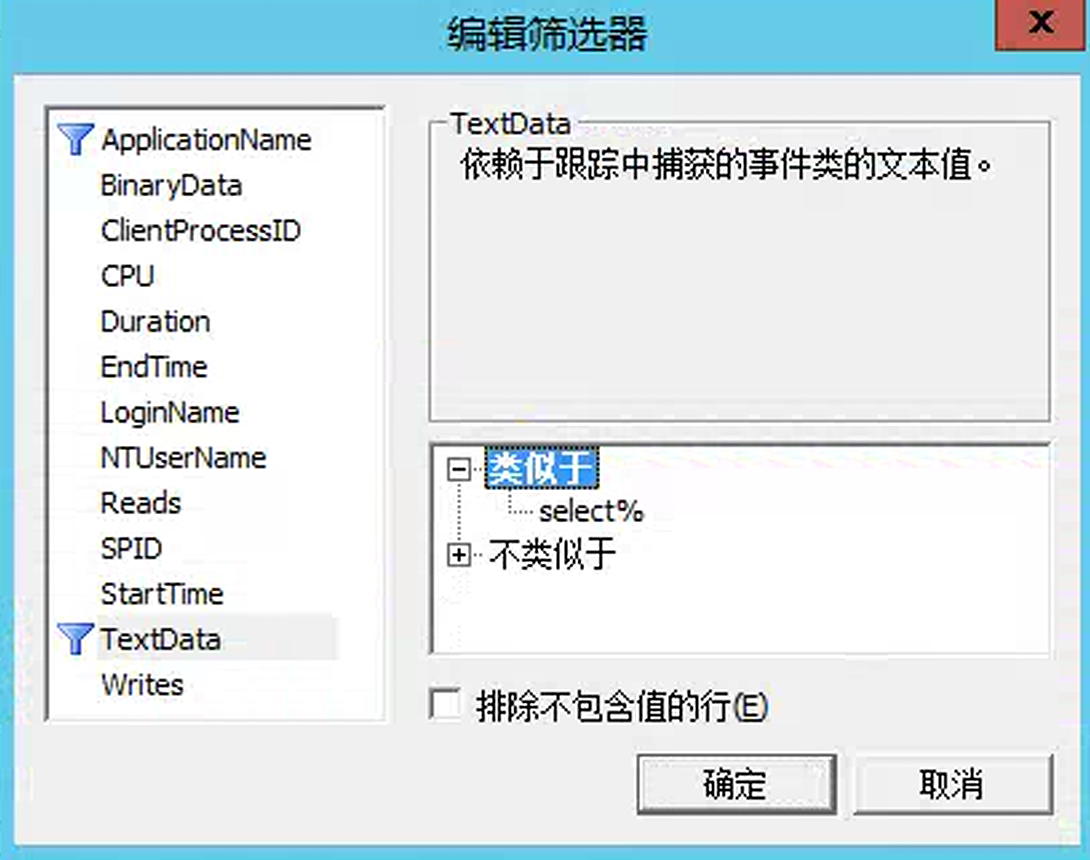 编辑筛选器
x
ApplicationName
BinaryData
ClientProcessID
CPU
Duration
EndTime
LoginName
NTUserName
Reads
SPID
StartTime
TextData
Writes
TextData
依赖于跟踪中捕获的事件类的文本值。
类似于
select%
不类似于
排除不包含值的行(E)
确定
取消